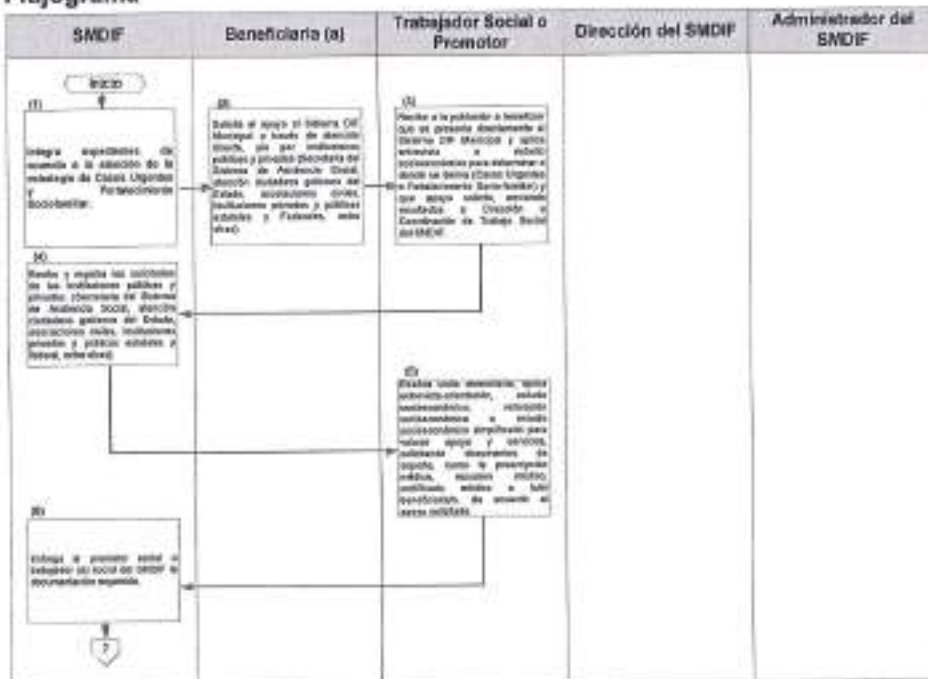 Flujograma
SMDIF
Beneficiaria (a)
Trabajador Social o
Promotor
Dirección del SMDIF
Administrador del
SMDIF
Inicio
(1)
Integra expedientes de
acuerdo a la atención de la
estrategia de Casos Urgentes
y Fortalecimiento
Sociofamiliar.
(2)
Solicita el apoyo al Sistema DIF
Municipal a través de atención
directa, y/o por instituciones
públicas y privadas (Secretaría del
Sistema de Asistencia Social,
atención ciudadana gobierno del
Estado, asociaciones civiles,
instituciones privadas y públicas
estatales y Federales, entre
otras).
(3)
Recibe a la población a beneficiar
que se presenta directamente al
Sistema DIF Municipal y aplica
entrevista o estudio
socioeconómico para determinar a
donde se deriva (Casos Urgentes
o Fortalecimiento Socio-familiar) y
que apoyo solicita,
resultados a Dirección o
Coordinación de Trabajo Social
del SMDIF
(4)
Recibe y registra las solicitudes
de las instituciones públicas y
privadas (Secretaría del Sistema
de Asistencia Social, atención
ciudadana gobierno del Estado,
asociaciones civiles, instituciones
privadas y públicas estatales y
federal, entre otras)
(5)
Realiza visita domiciliaria, aplica
entrevista-orientación, estudio
socioeconómico, valoración
socioeconómica o estudio
socioeconómico simplificado para
valorar apoyo y servicios,
solicitando documentos de
soporte, como la prescripción
médica, resumen médico,
certificado médico a la/el
beneficiaria/o, de acuerdo al
apoyo solicitado.
(6)
Entrega al promotor social o
trabajador (a) social del SMDIF la
documentación requerida.
7